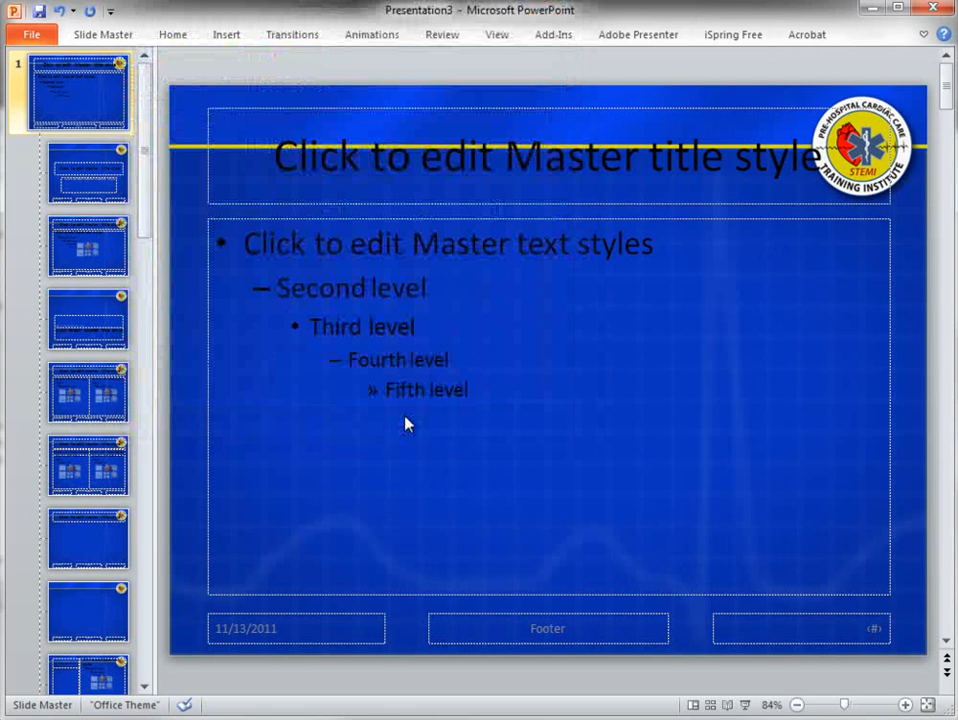 Presentation3 – Microsoft PowerPoint
File Slide Master Home Insert Transitions Animations Review View Add-Ins Adobe Presenter iSpring Free Acrobat
1
PRE-HOSPITAL CARDIAC CARE
STEMI
TRAINING INSTITUTE
Click to edit Master title style
• Click to edit Master text styles
– Second level
• Third level
– Fourth level
» Fifth level
11/13/2011 Footer ‹#›
Slide Master "Office Theme" 84%